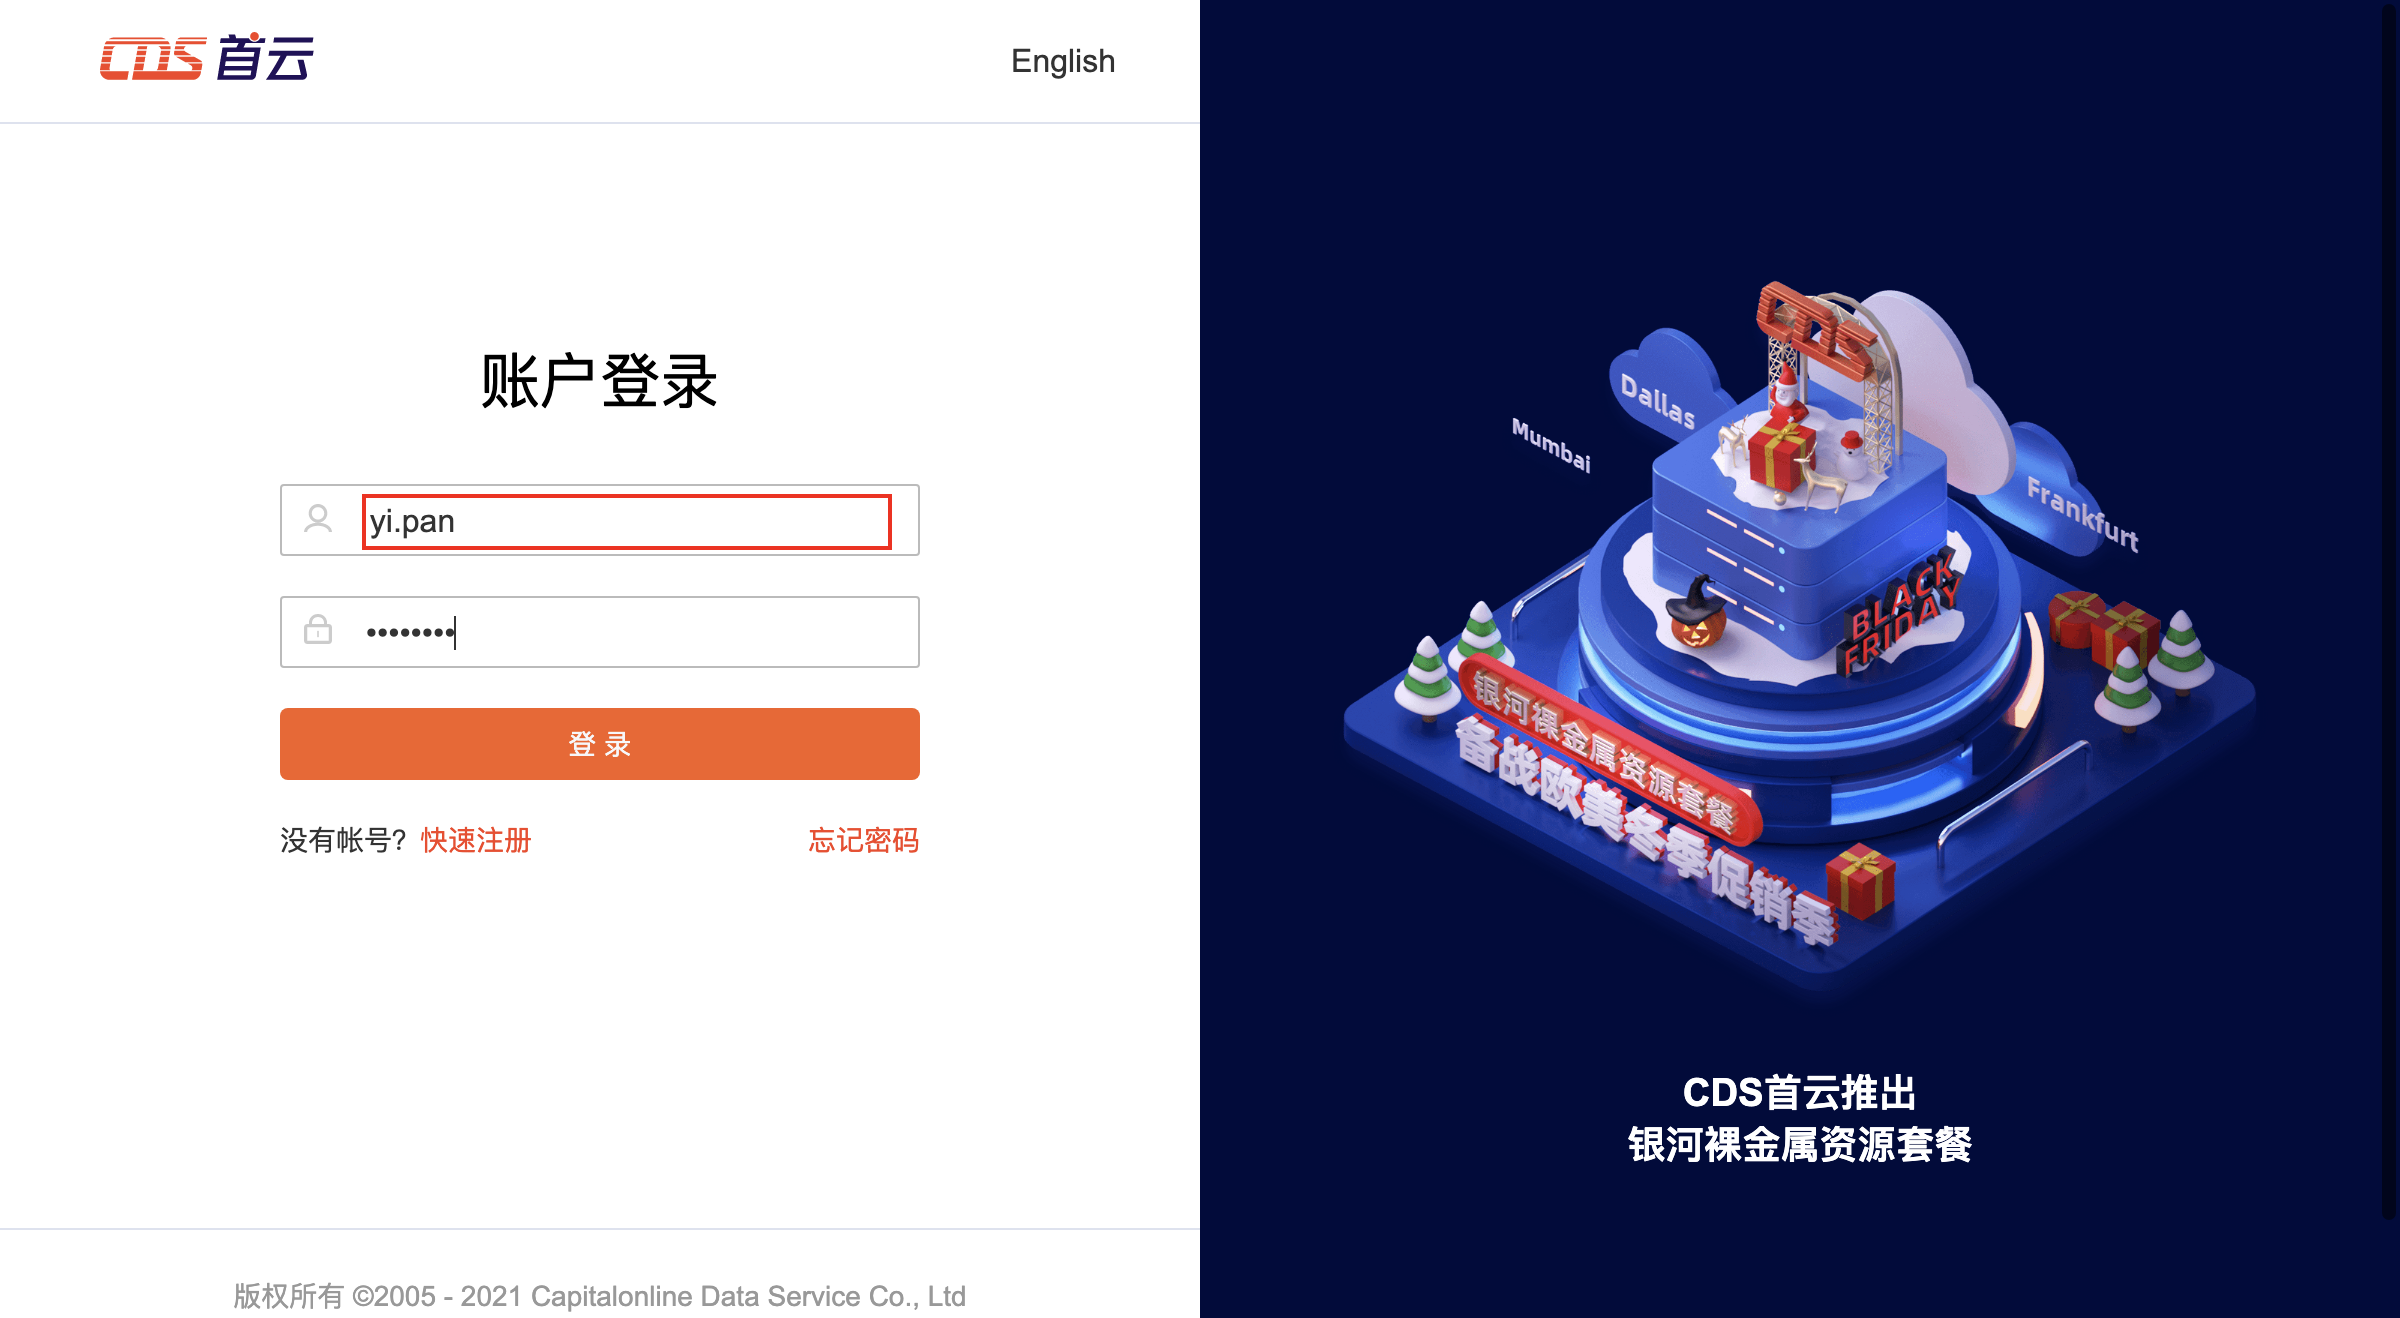 CDS 首云
English
账户登录
yi.pan
登 录
没有帐号? 快速注册
忘记密码
版权所有 ©2005 - 2021 Capitalonline Data Service Co., Ltd
CDS
Dallas
Mumbai
Frankfurt
BLACK
FRIDAY
银河裸金属资源套餐
备战欧美冬季促销季
CDS首云推出
银河裸金属资源套餐